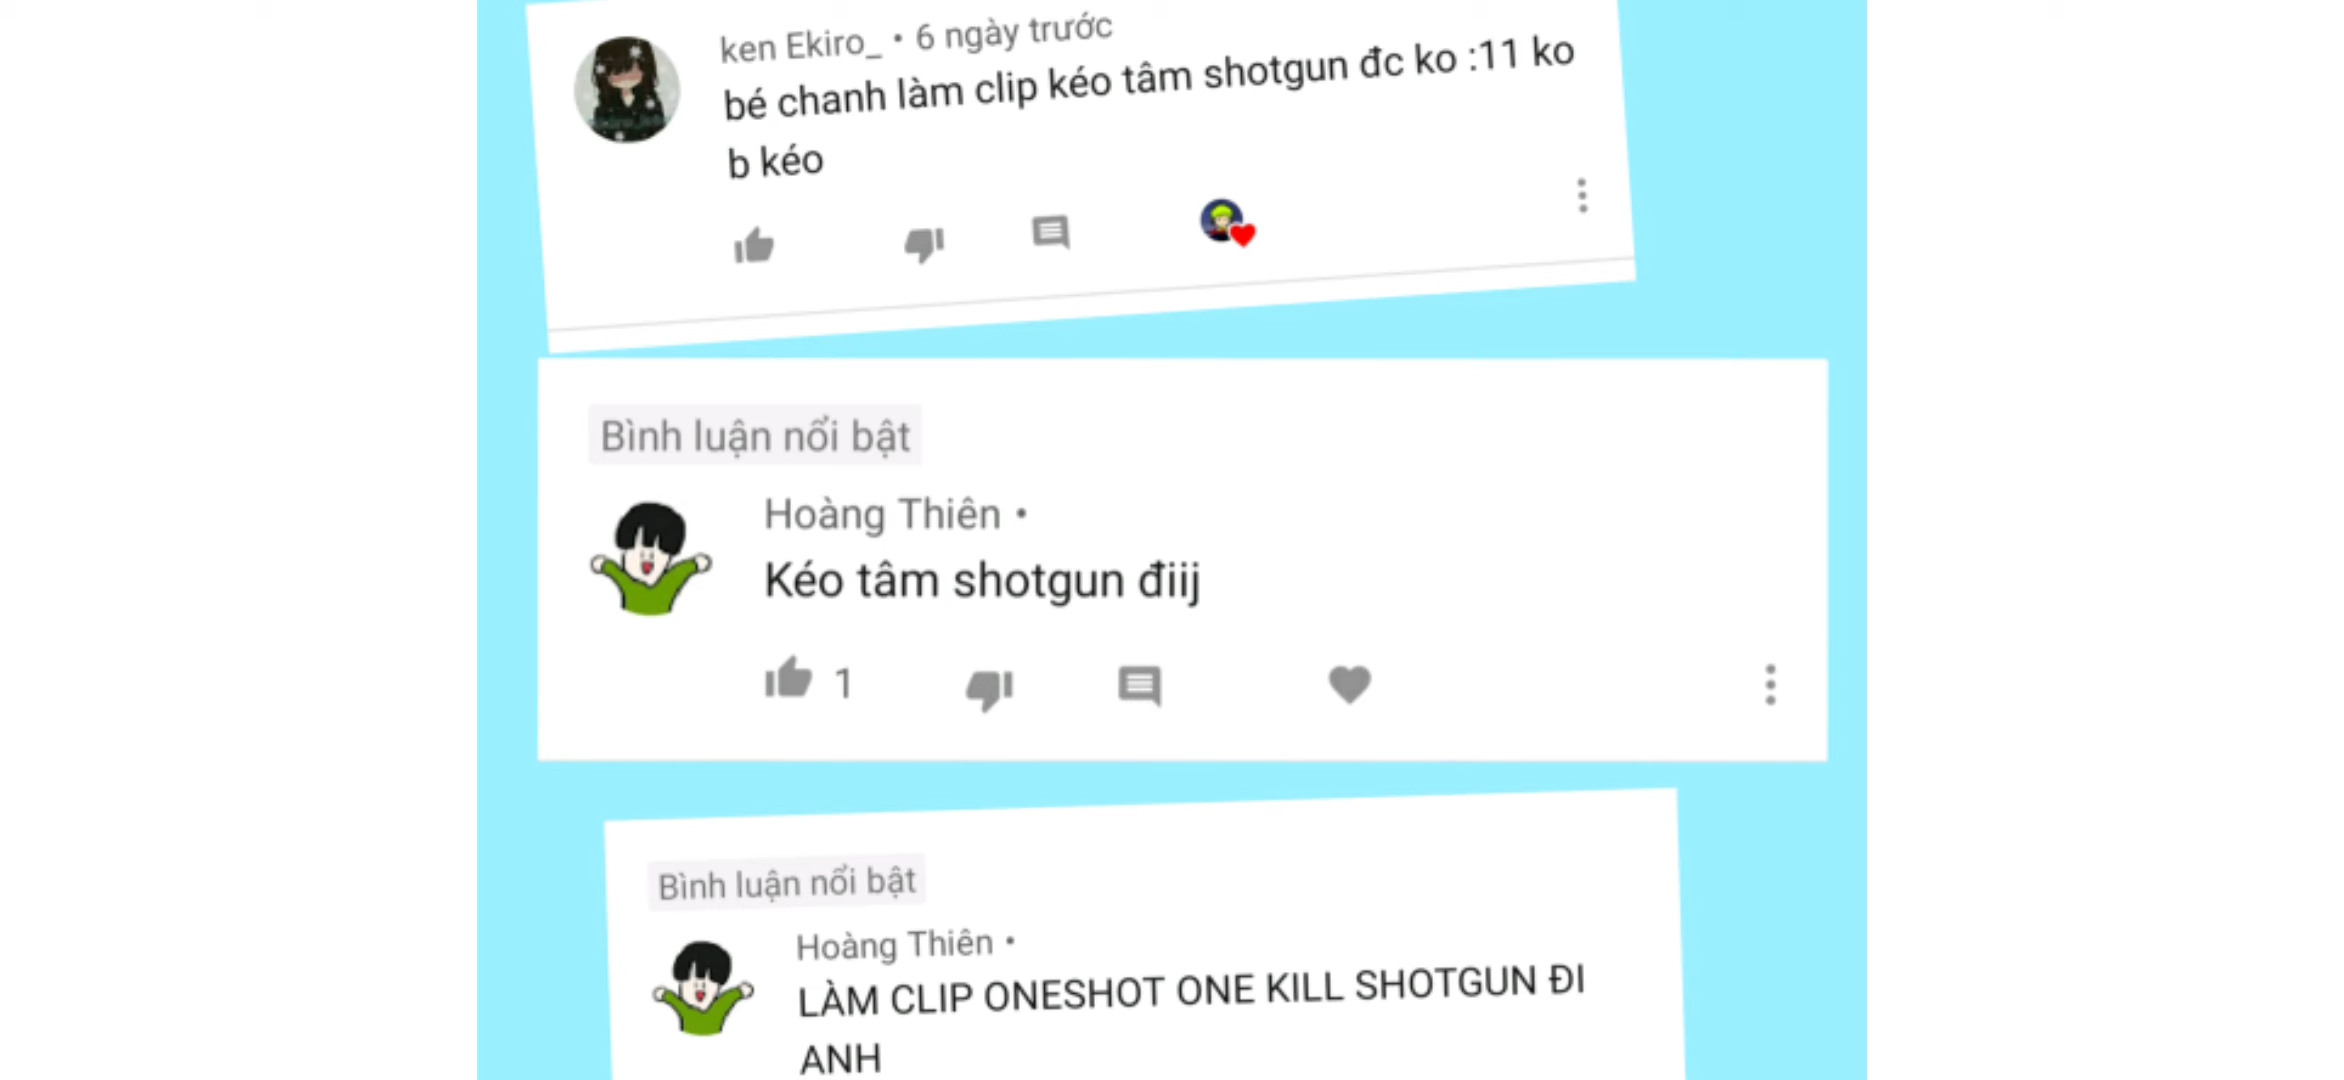 ken Ekiro_ • 6 ngày trước
bé chanh làm clip kéo tâm shotgun đc ko :11 ko
b kéo
Bình luận nổi bật
Hoàng Thiên •
Kéo tâm shotgun điij
1
Bình luận nổi bật
Hoàng Thiên •
LÀM CLIP ONESHOT ONE KILL SHOTGUN ĐI
ANH